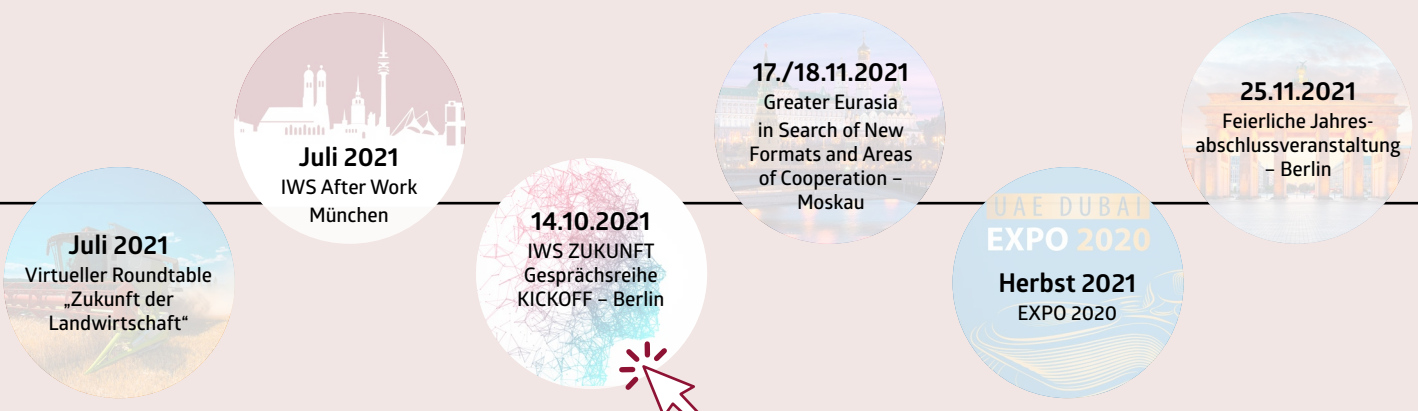 Juli 2021
Virtueller Roundtable
„Zukunft der
Landwirtschaft“
Juli 2021
IWS After Work
München
14.10.2021
IWS ZUKUNFT
Gesprächsreihe
KICKOFF – Berlin
17./18.11.2021
Greater Eurasia
in Search of New
Formats and Areas
of Cooperation –
Moskau
UAE DUBAI
EXPO 2020
Herbst 2021
EXPO 2020
25.11.2021
Feierliche Jahres-
abschlussveranstaltung
– Berlin